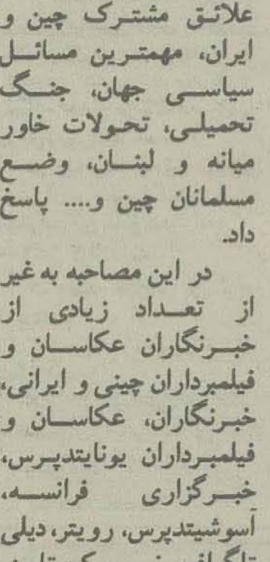 علائق مشترک چین و
ایران، مهمترین مسائل
سیاسی جهان، جنگ
تحمیلی، تحولات خاور
میانه و لبنان، وضع
مسلمانان چین و.... پاسخ
داد.
در این مصاحبه به غیر
از تعداد زیادی از
خبرنگاران عکاسان و
فیلمبرداران چینی و ایرانی،
خبرنگاران، عکاسان و
فیلمبرداران یونایتدپرس،
خبرگزاری فرانسه،
آسوشیتدپرس، رویتر، دیلی